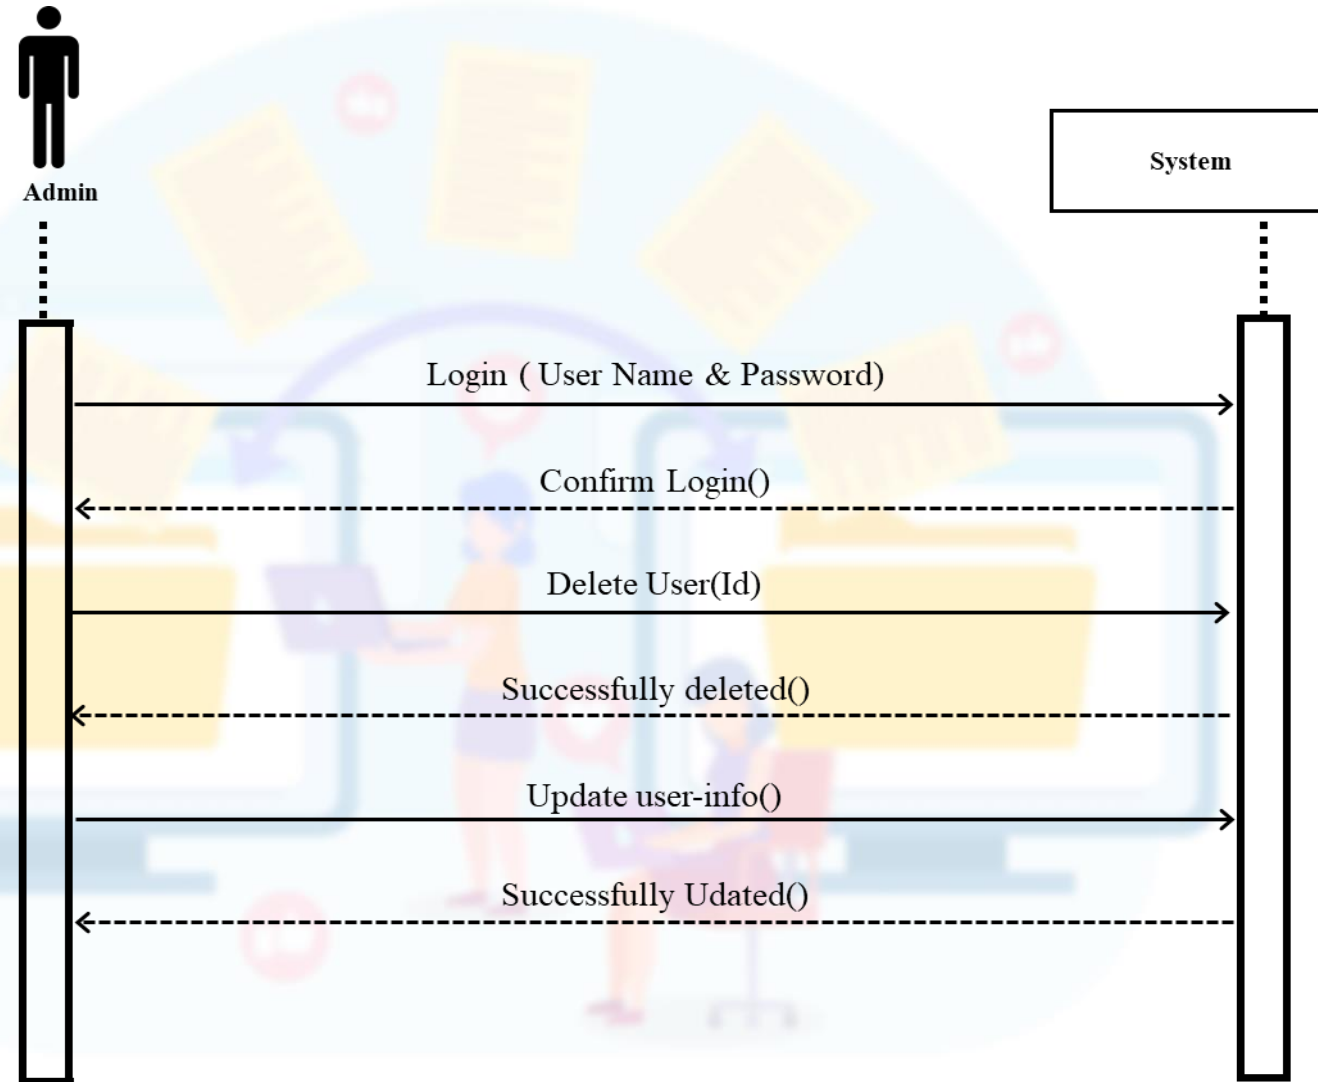 Admin
System
Login ( User Name & Password)
Confirm Login()
Delete User(Id)
Successfully deleted()
Update user-info()
Successfully Udated()